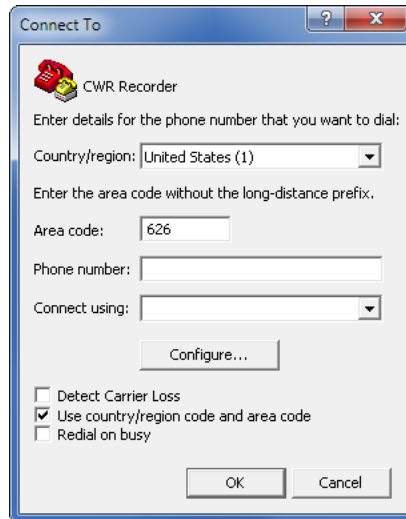 Connect To
CWR Recorder
Enter details for the phone number that you want to dial:
Country/region: United States (1)
Enter the area code without the long-distance prefix.
Area code: 626
Phone number:
Connect using:
Configure...
Detect Carrier Loss
Use country/region code and area code
Redial on busy
OK Cancel